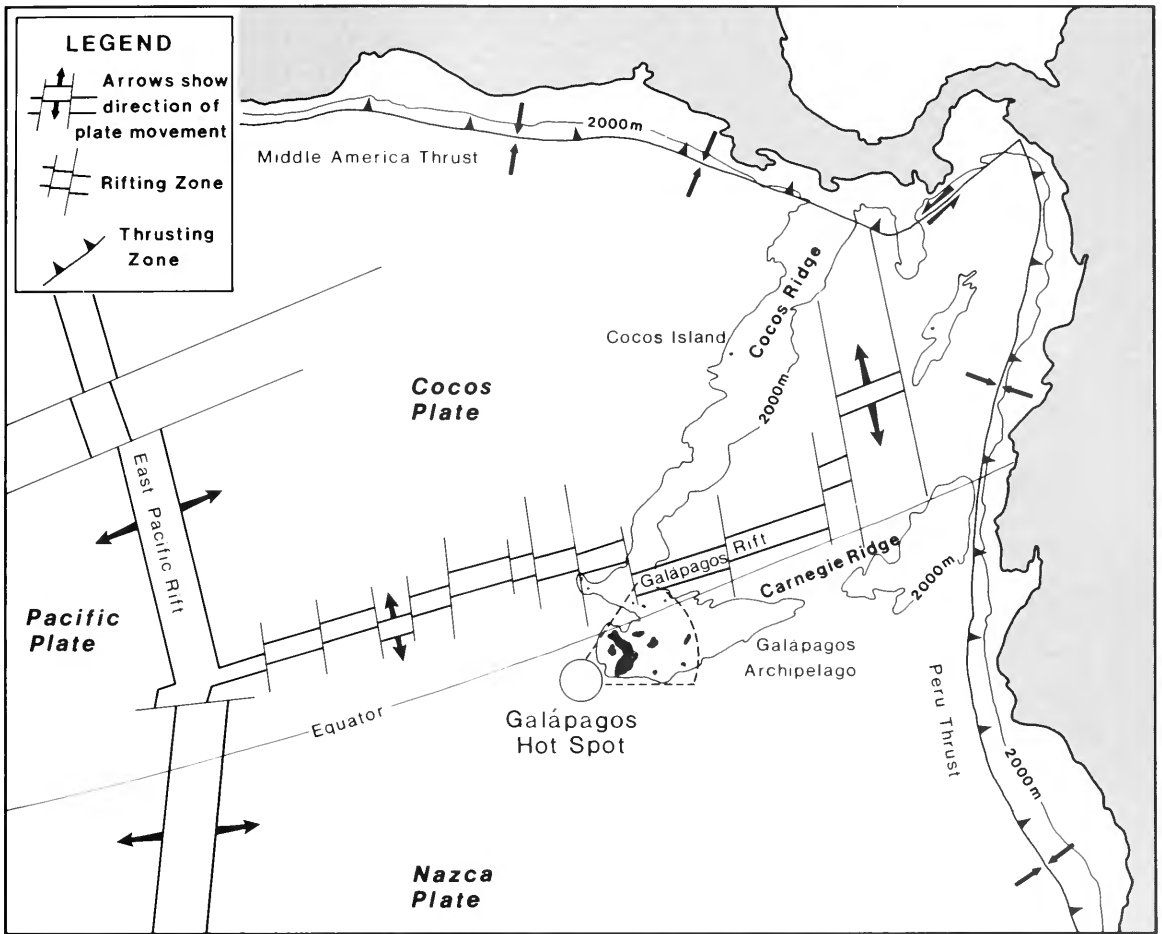 LEGEND
Arrows show
direction of
plate movement
Rifting Zone
Thrusting
Zone
2000m
Middle America Thrust
Cocos Ridge
Cocos Island
2000m
Cocos
Plate
East Pacific Rift
Galápagos Rift
Carnegie Ridge
2000m
Pacific
Plate
Galápagos
Archipelago
Equator
Galápagos
Hot Spot
Peru Thrust
2000m
Nazca
Plate